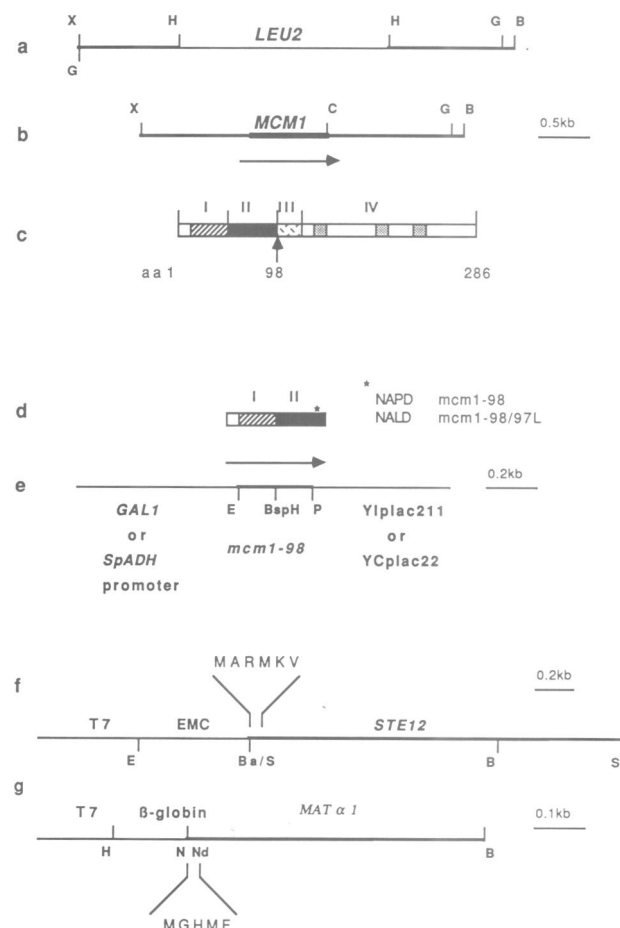 X H H G B
a LEU2
G
X C G B
b MCM1 0.5kb
I II III IV
c
aa 1 98 286
I II * * NAPD mcm1-98
d NALD mcm1-98/97L
e 0.2kb
GAL1 E BspH P YIplac211
or mcm1-98 or
SpADH YCplac22
promoter
MARMKV
f 0.2kb
T7 EMC STE12
E Ba/S B S
g 0.1kb
T7 ß-globin MAT α 1
H N Nd B
MGHMF